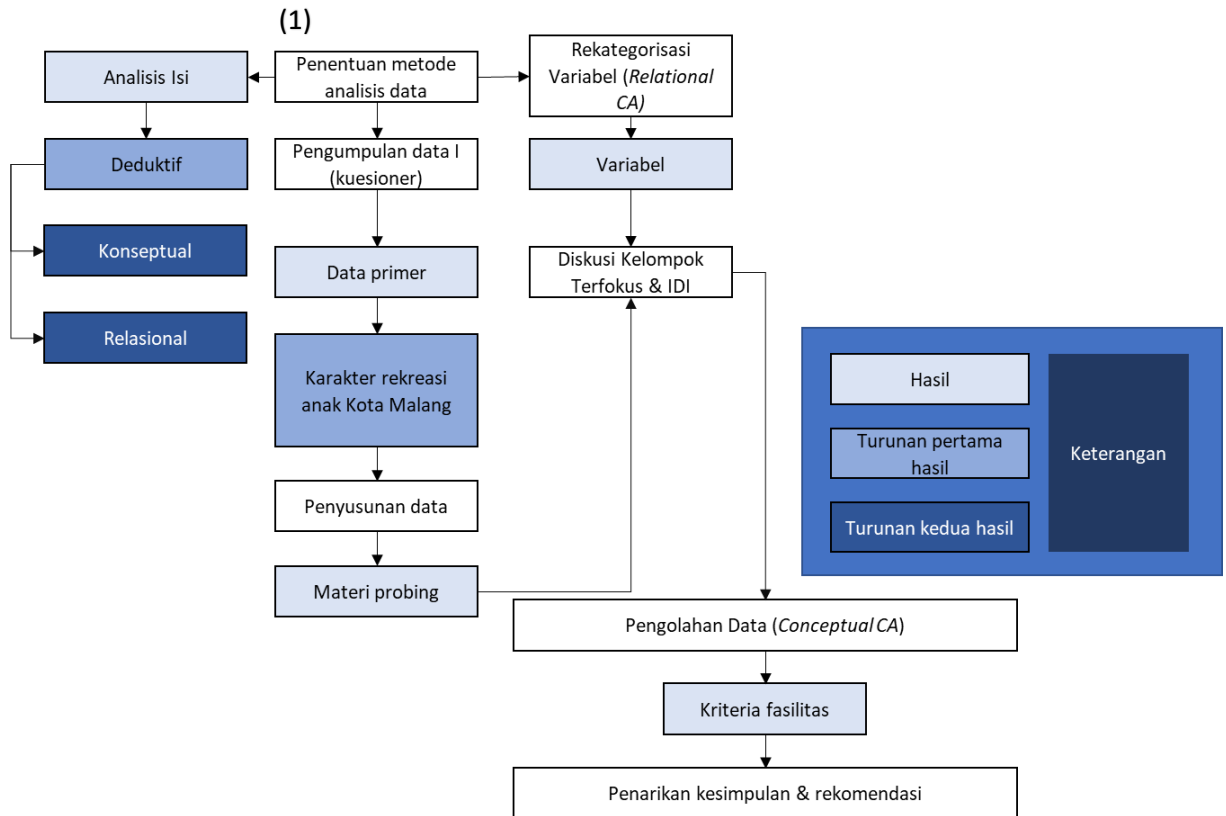 (1)
Analisis Isi
Penentuan metode
analisis data
Rekategorisasi
Variabel (Relational
CA)
Deduktif
Pengumpulan data I
(kuesioner)
Variabel
Konseptual
Data primer
Diskusi Kelompok
Terfokus & IDI
Relasional
Karakter rekreasi
anak Kota Malang
Hasil
Turunan pertama
hasil
Keterangan
Turunan kedua hasil
Penyusunan data
Materi probing
Pengolahan Data (Conceptual CA)
Kriteria fasilitas
Penarikan kesimpulan & rekomendasi